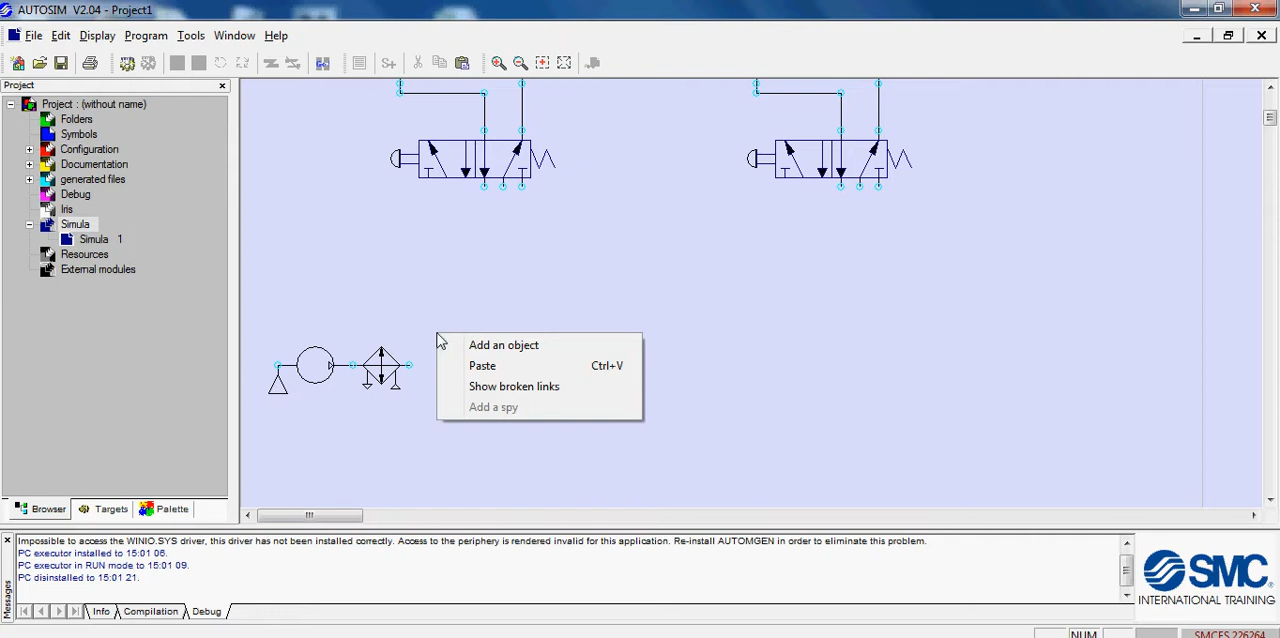 AUTOSIM V2.04 - Project1
File Edit Display Program Tools Window Help
Project
Project : (without name)
Folders
Symbols
Configuration
Documentation
generated files
Debug
Iris
Simula
Simula 1
Resources
External modules
Add an object
Paste Ctrl+V
Show broken links
Add a spy
Browser Targets Palette
Messages
Impossible to access the WINIO.SYS driver, this driver has not been installed correctly. Access to the periphery is rendered invalid for this application. Re-install AUTOMGEN in order to eliminate this problem.
PC executor installed to 15:01 06.
PC executor in RUN mode to 15:01 09.
PC disinstalled to 15:01 21.
Info Compilation Debug
SMC
INTERNATIONAL TRAINING
NUM
SMCES 226264